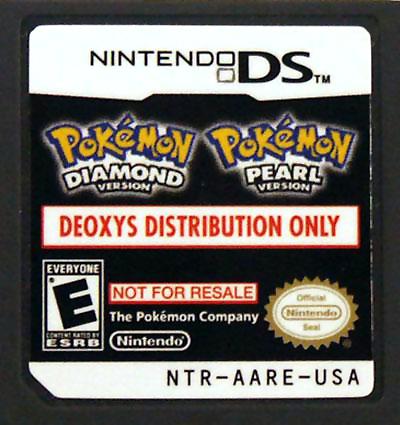 NINTENDO DS™
POKéMON POKéMON
DIAMOND PEARL
VERSION VERSION
DEOXYS DISTRIBUTION ONLY
EVERYONE
E
CONTENT RATED BY
ESRB
NOT FOR RESALE
The Pokémon Company
Nintendo®
Official
Nintendo
Seal
NTR-AARE-USA